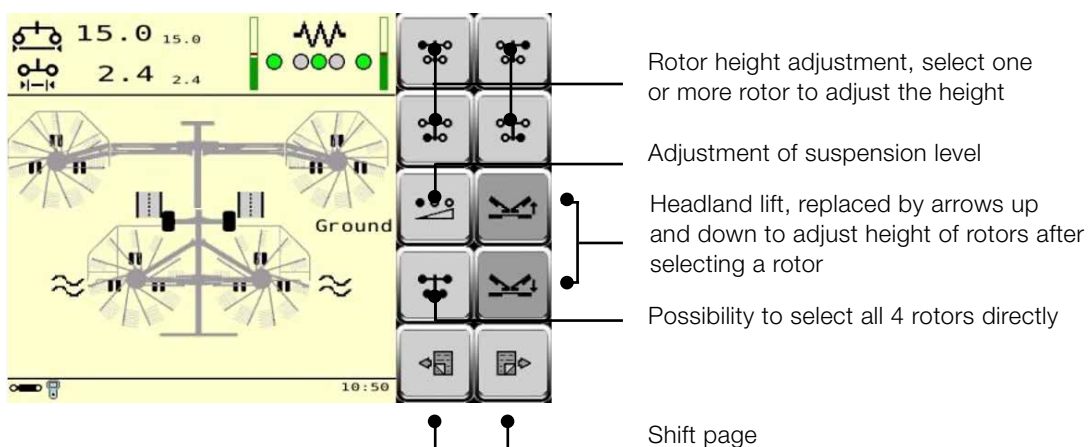 15.0 15.0
2.4 2.4
Ground
10:50
Rotor height adjustment, select one
or more rotor to adjust the height
Adjustment of suspension level
Headland lift, replaced by arrows up
and down to adjust height of rotors after
selecting a rotor
Possibility to select all 4 rotors directly
Shift page